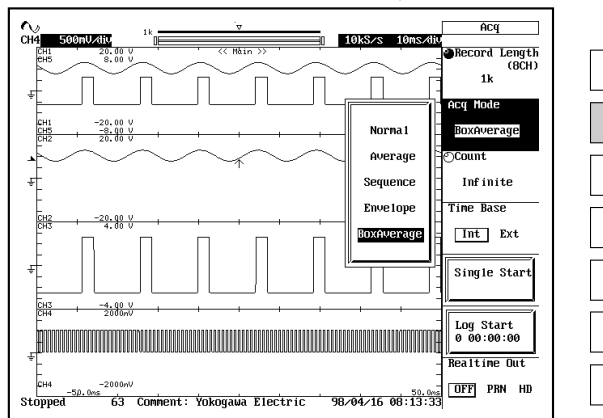 Acq
CH4 500mV/div 1k 10kS/s 10ms/div
CH1 20.00 V << Main >>
CH5 8.00 V
Record Length
(8CH)
1k
CH1 -20.00 V
CH5 -8.00 V
CH2 20.00 V
Acq Mode
BoxAverage
Normal
Average
Sequence
Envelope
BoxAverage
Count
Infinite
Time Base
Int Ext
CH2 -20.00 V
CH3 4.00 V
Single Start
CH3 -4.00 V
CH4 2000mV
Log Start
0 00:00:00
Realtime Out
OFF PRN HD
CH4 -2000mV
-50.0ms 50.0ms
Stopped 63 Comment: Yokogawa Electric 98/04/16 08:13:33